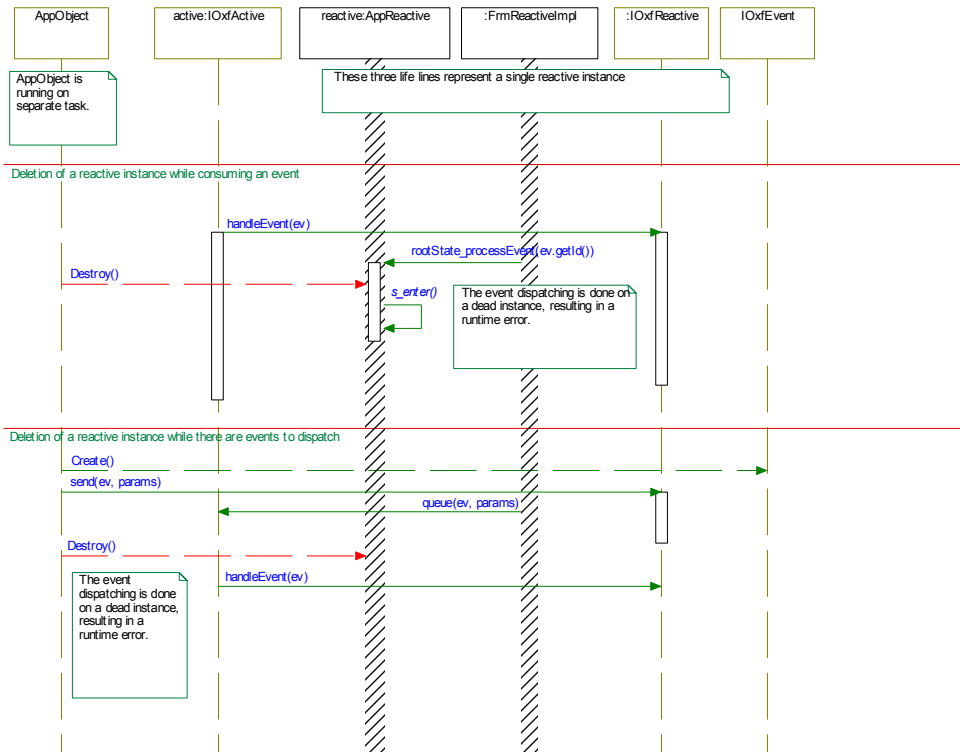 AppObject
active:IOxfActive
reactive:AppReactive
:FrmReactiveImpl
:IOxfReactive
IOxfEvent
AppObject is
running on
separate task.
These three life lines represent a single reactive instance
Deletion of a reactive instance while consuming an event
handleEvent(ev)
rootState_processEvent(ev.getId())
Destroy()
s_enter()
The event dispatching is done on
a dead instance, resulting in a
runtime error.
Deletion of a reactive instance while there are events to dispatch
Create()
send(ev, params)
queue(ev, params)
Destroy()
handleEvent(ev)
The event
dispatching is done
on a dead instance,
resulting in a
runtime error.